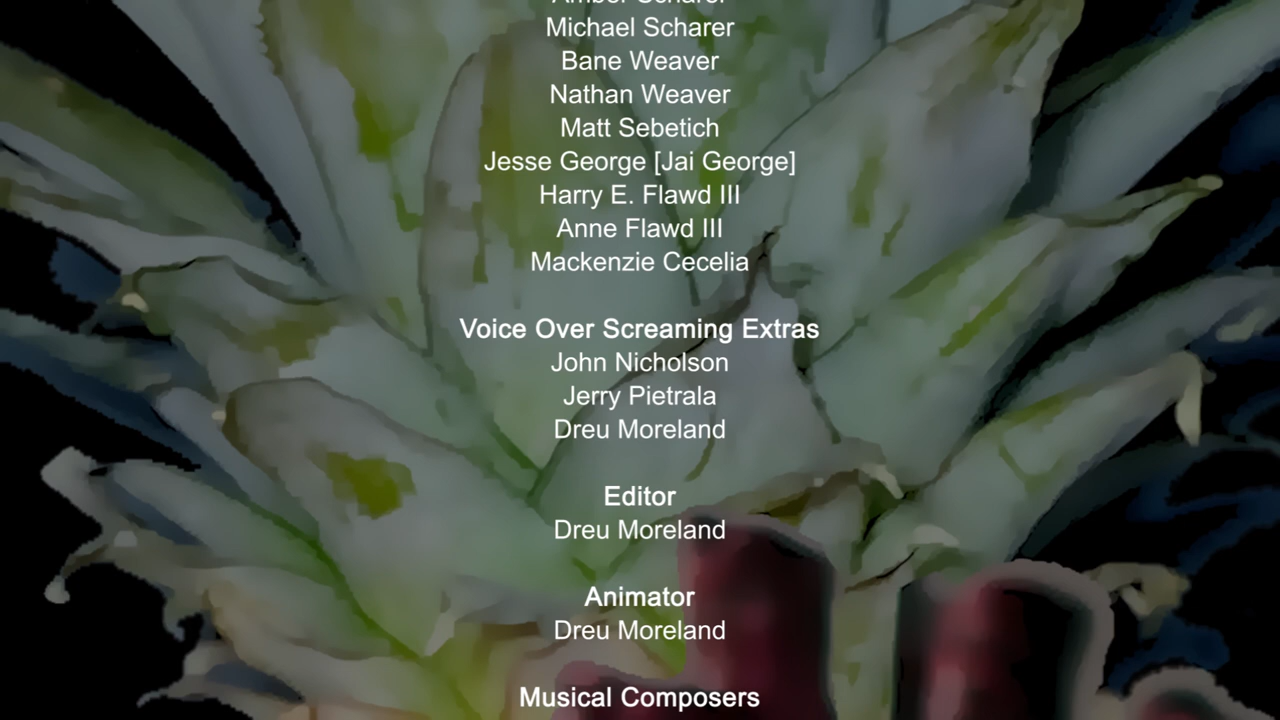 Michael Scharer
Bane Weaver
Nathan Weaver
Matt Sebetich
Jesse George [Jai George]
Harry E. Flawd III
Anne Flawd III
Mackenzie Cecelia
Voice Over Screaming Extras
John Nicholson
Jerry Pietrala
Dreu Moreland
Editor
Dreu Moreland
Animator
Dreu Moreland
Musical Composers